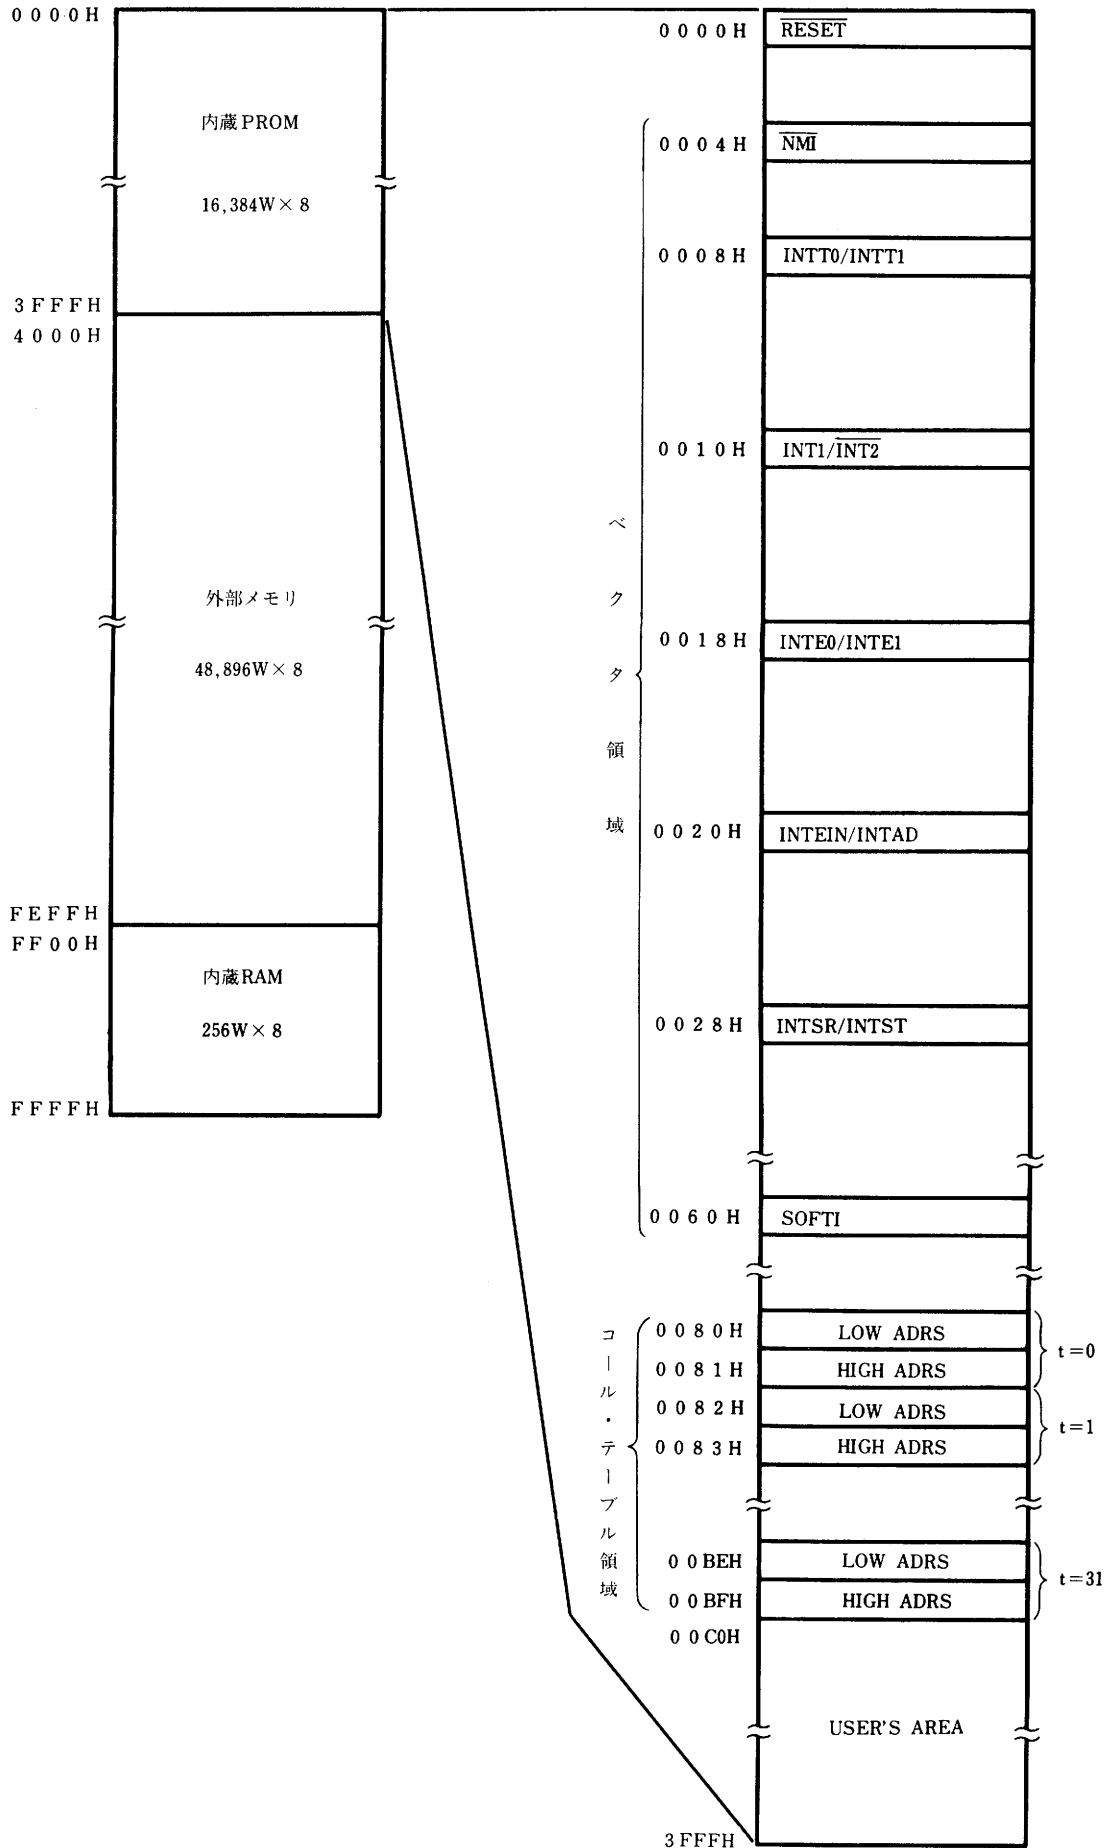 0000H
内蔵PROM
16,384W×8
3FFFH
4000H
外部メモリ
48,896W×8
FEFFH
FF00H
内蔵RAM
256W×8
FFFFH
ベクタ領域
0000H RESET
0004H NMI
0008H INTT0/INTT1
0010H INT1/INT2
0018H INTE0/INTE1
0020H INTEIN/INTAD
0028H INTSR/INTST
0060H SOFTI
コール・テーブル領域
0080H LOW ADRS
t=0
0081H HIGH ADRS
0082H LOW ADRS
t=1
0083H HIGH ADRS
00BEH LOW ADRS
t=31
00BFH HIGH ADRS
00C0H
USER'S AREA
3FFFH